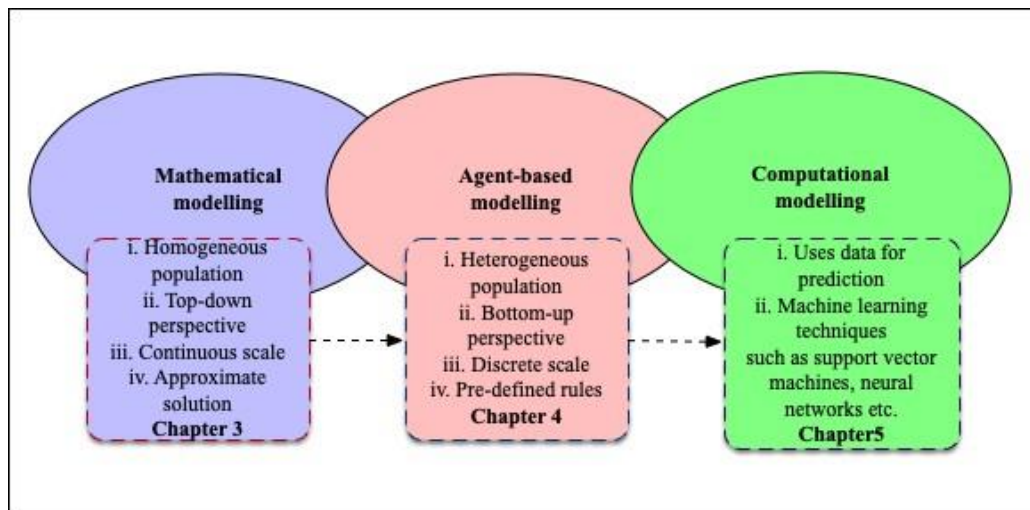 Mathematical
modelling
i. Homogeneous
population
ii. Top-down
perspective
iii. Continuous scale
iv. Approximate
solution
Chapter 3
Agent-based
modelling
i. Heterogeneous
population
ii. Bottom-up
perspective
iii. Discrete scale
iv. Pre-defined rules
Chapter 4
Computational
modelling
i. Uses data for
prediction
ii. Machine learning
techniques
such as support vector
machines, neural
networks etc.
Chapter5